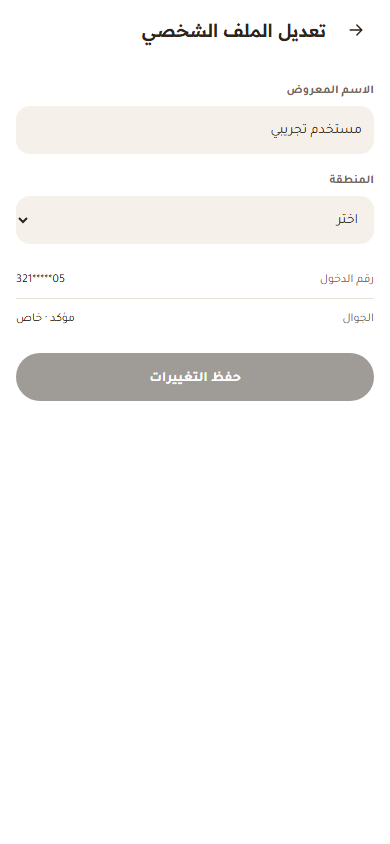 تعديل الملف الشخصي
الاسم المعروض
مستخدم تجريبي
المنطقة
اختر
رقم الدخول 321*****05
الجوال مؤكد · خاص
حفظ التغييرات